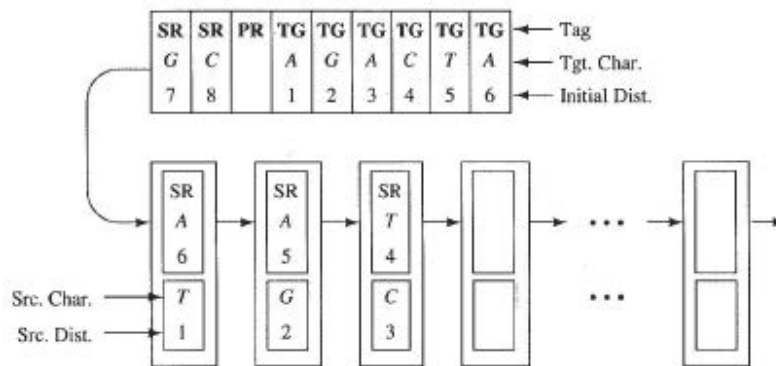 SR SR PR TG TG TG TG TG TG Tag
G C A G A C T A Tgt. Char.
7 8 1 2 3 4 5 6 Initial Dist.
SR SR SR
A A T
6 5 4
Src. Char. T G C
Src. Dist. 1 2 3